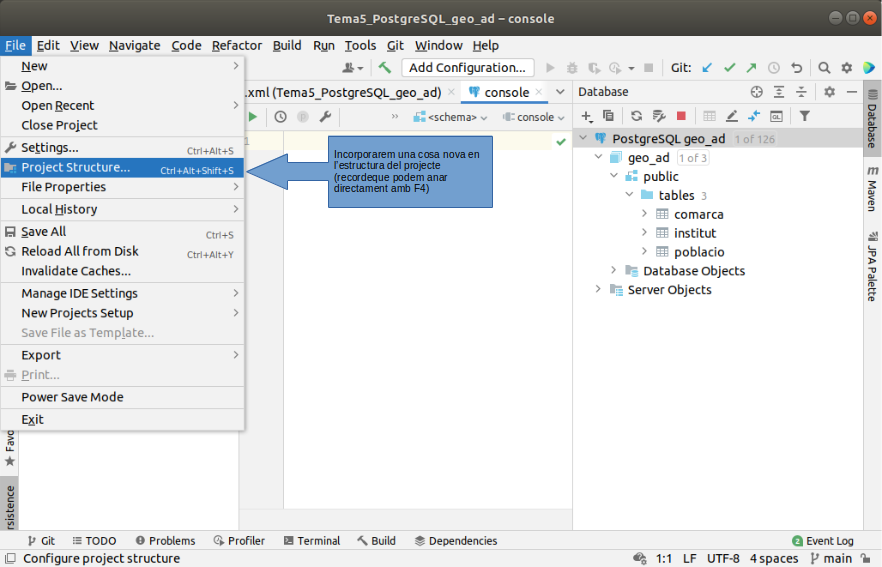 Tema5_PostgreSQL_geo_ad – console
File Edit View Navigate Code Refactor Build Run Tools Git Window Help
New
Open...
Open Recent
Close Project
Settings... Ctrl+Alt+S
Project Structure... Ctrl+Alt+Shift+S
File Properties
Local History
Save All Ctrl+S
Reload All from Disk Ctrl+Alt+Y
Invalidate Caches...
Manage IDE Settings
New Projects Setup
Save File as Template...
Export
Print...
Power Save Mode
Exit
Add Configuration... Git:
.xml (Tema5_PostgreSQL_geo_ad) console
<schema> console
1
Incorporarem una cosa nova en
l'estructura del projecte
(recordeque podem anar
directament amb F4)
Database
PostgreSQL geo_ad 1 of 126
geo_ad 1 of 3
public
tables 3
comarca
institut
poblacio
Database Objects
Server Objects
Database
m
Maven
JPA Palette
Favo
rsistence
Git TODO Problems Profiler Terminal Build Dependencies 2 Event Log
Configure project structure 1:1 LF UTF-8 4 spaces main